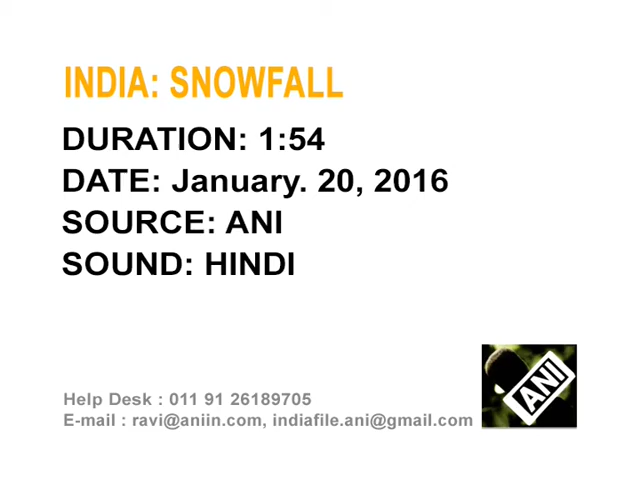 INDIA: SNOWFALL
DURATION: 1:54
DATE: January. 20, 2016
SOURCE: ANI
SOUND: HINDI
Help Desk : 011 91 26189705
E-mail : ravi@aniin.com, indiafile.ani@gmail.com
ANI